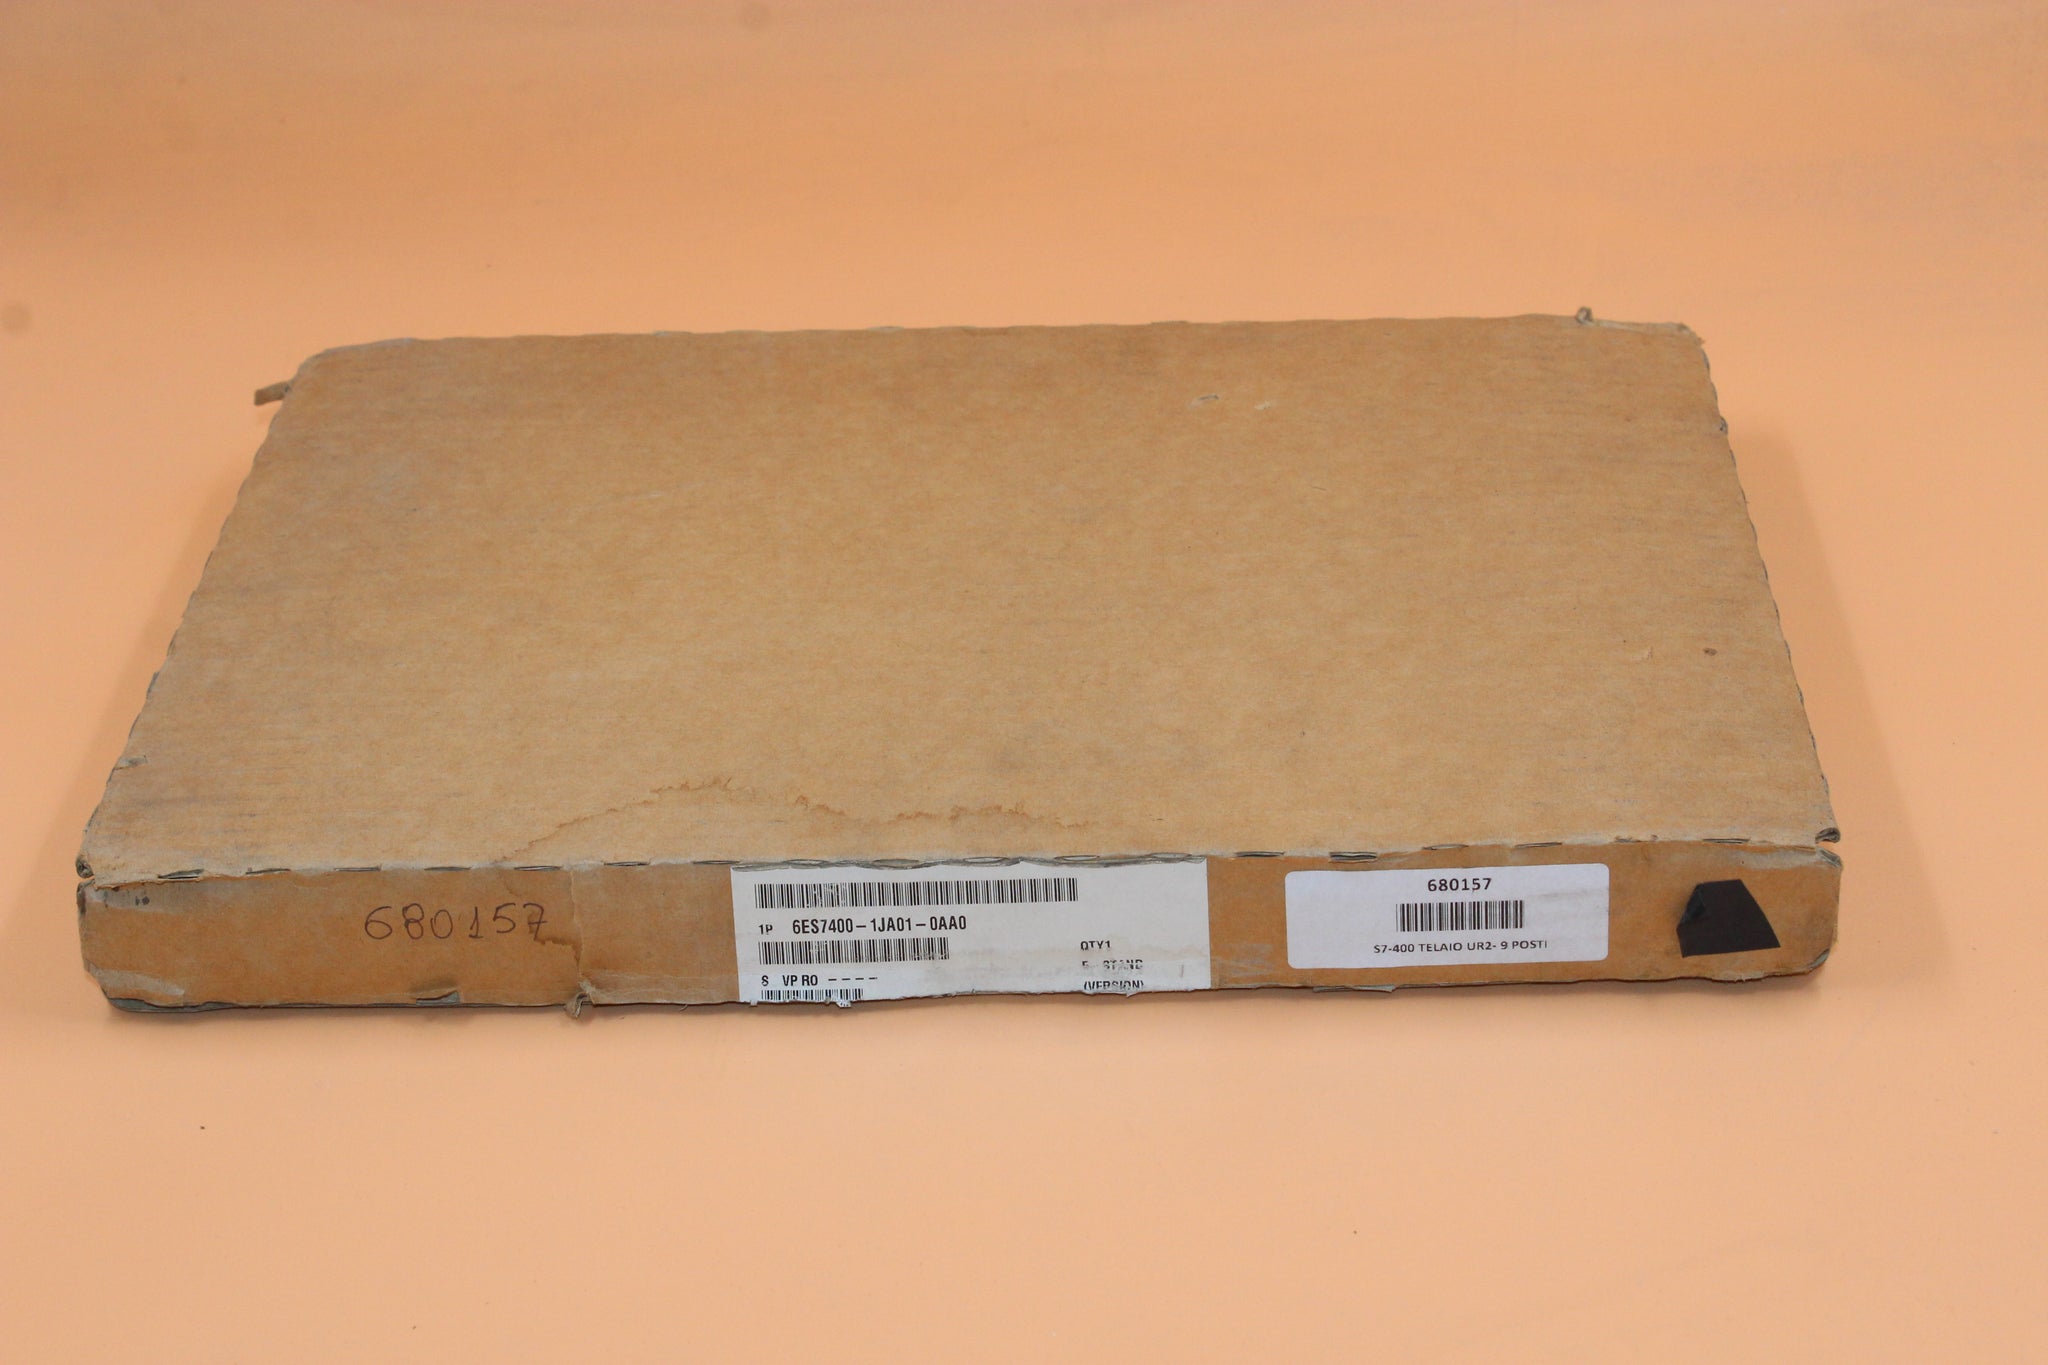 680157
1P 6ES7400-1JA01-0AA0
QTY1
S VP RO ----
(VERSION)
680157
S7-400 TELAIO UR2- 9 POSTI